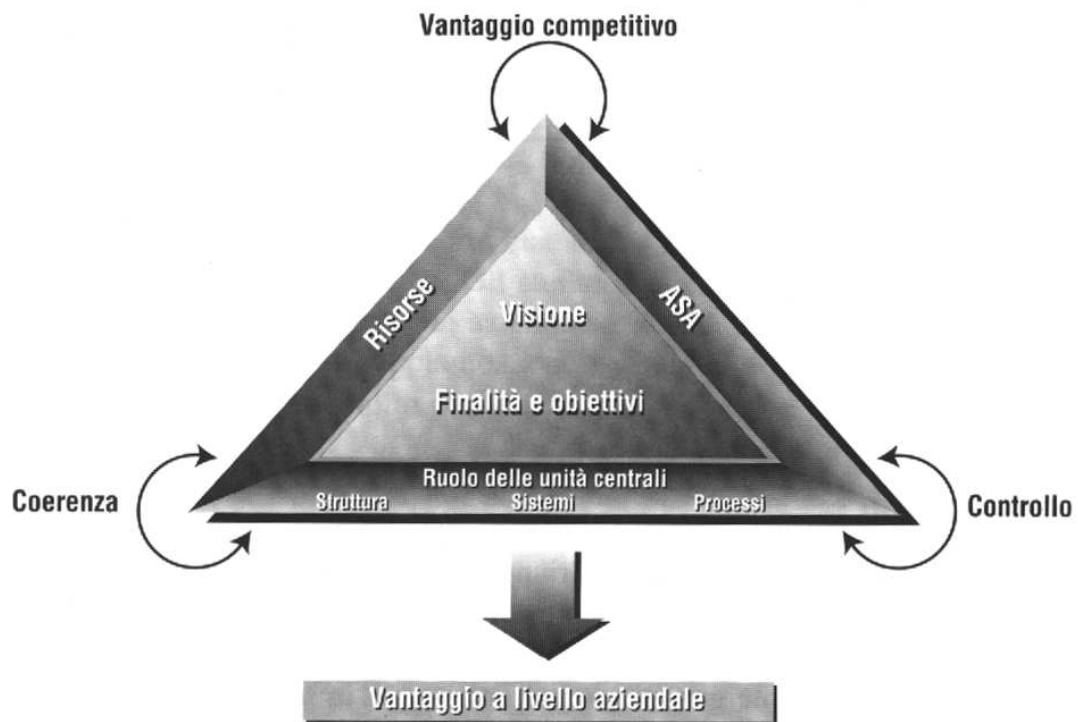 Vantaggio competitivo
Risorse
ASA
Visione
Finalità e obiettivi
Ruolo delle unità centrali
Struttura Sistemi Processi
Coerenza
Controllo
Vantaggio a livello aziendale